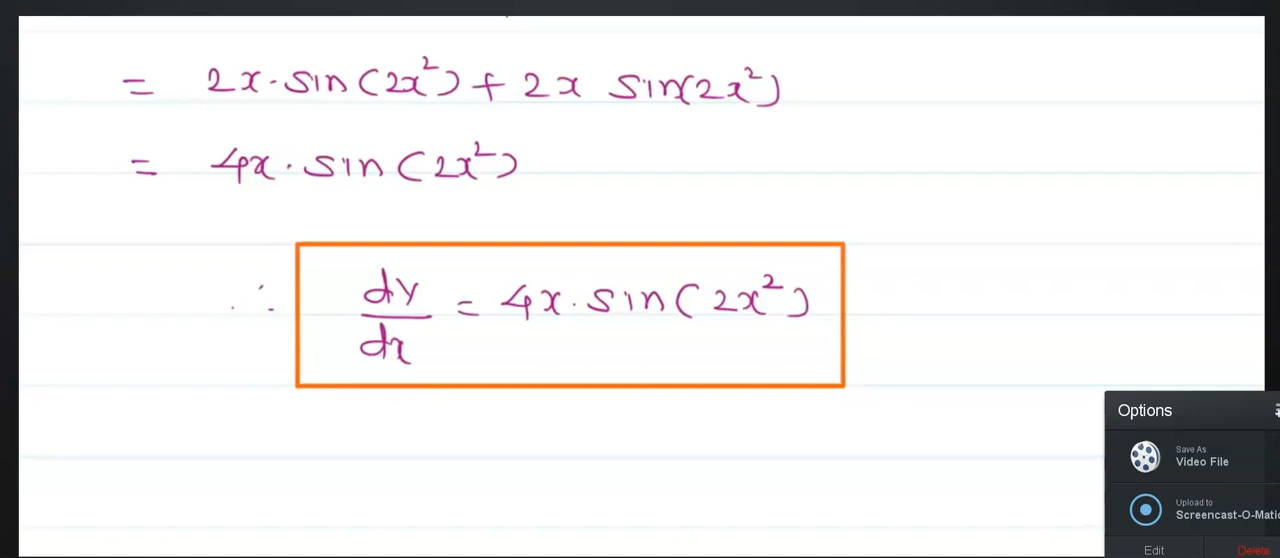 = 2x · sin(2x²) + 2x sin(2x²)
= 4x · sin(2x²)
∴ dy/dx = 4x · sin(2x²)
Options
Save As
Video File
Upload to
Screencast-O-Matic
Edit Delete